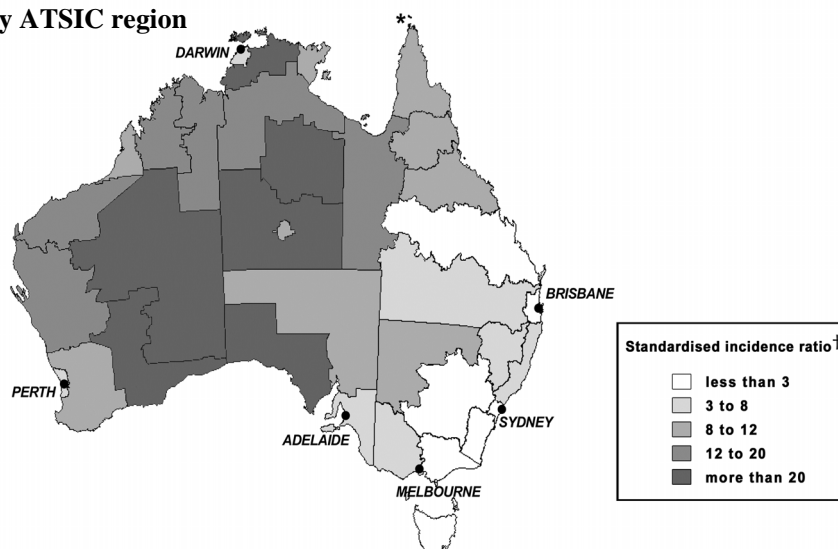 y ATSIC region
*
DARWIN
BRISBANE
PERTH
ADELAIDE
SYDNEY
MELBOURNE
Standardised incidence ratio†
less than 3
3 to 8
8 to 12
12 to 20
more than 20